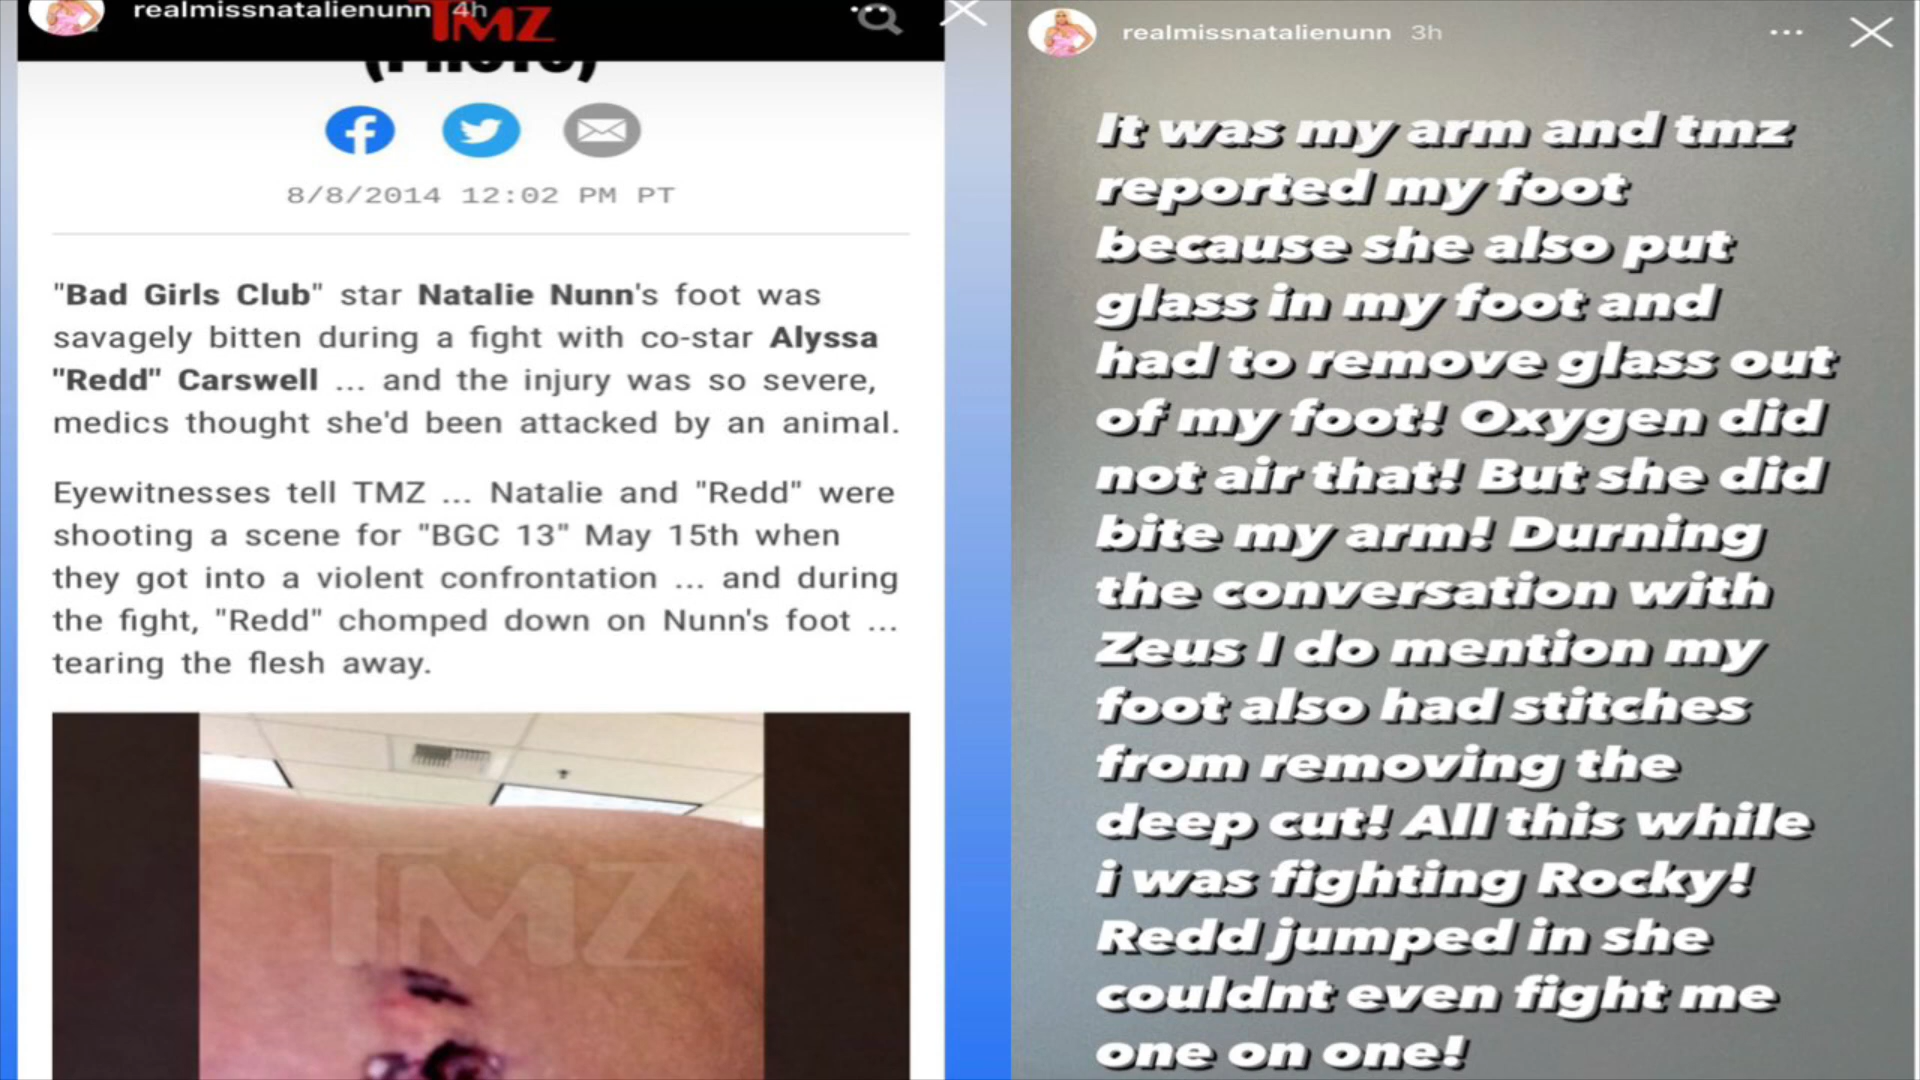 realmissnatalienunn 4h
TMZ
(PHOTO)
8/8/2014 12:02 PM PT
"Bad Girls Club" star Natalie Nunn's foot was
savagely bitten during a fight with co-star Alyssa
"Redd" Carswell ... and the injury was so severe,
medics thought she'd been attacked by an animal.
Eyewitnesses tell TMZ ... Natalie and "Redd" were
shooting a scene for "BGC 13" May 15th when
they got into a violent confrontation ... and during
the fight, "Redd" chomped down on Nunn's foot ...
tearing the flesh away.
TMZ
realmissnatalienunn 3h
It was my arm and tmz
reported my foot
because she also put
glass in my foot and
had to remove glass out
of my foot! Oxygen did
not air that! But she did
bite my arm! Durning
the conversation with
Zeus I do mention my
foot also had stitches
from removing the
deep cut! All this while
i was fighting Rocky!
Redd jumped in she
couldnt even fight me
one on one!